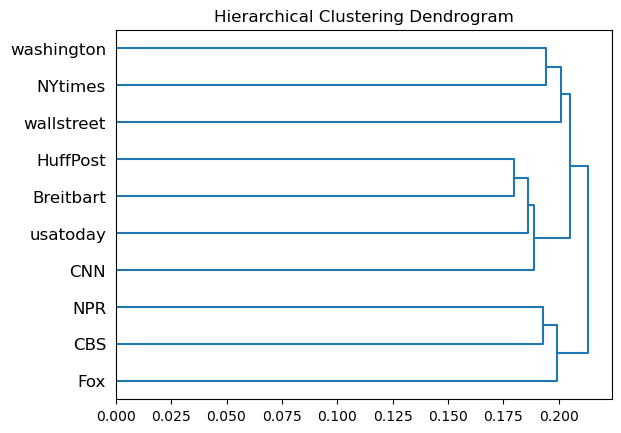 Hierarchical Clustering Dendrogram
washington
NYtimes
wallstreet
HuffPost
Breitbart
usatoday
CNN
NPR
CBS
Fox
0.000 0.025 0.050 0.075 0.100 0.125 0.150 0.175 0.200